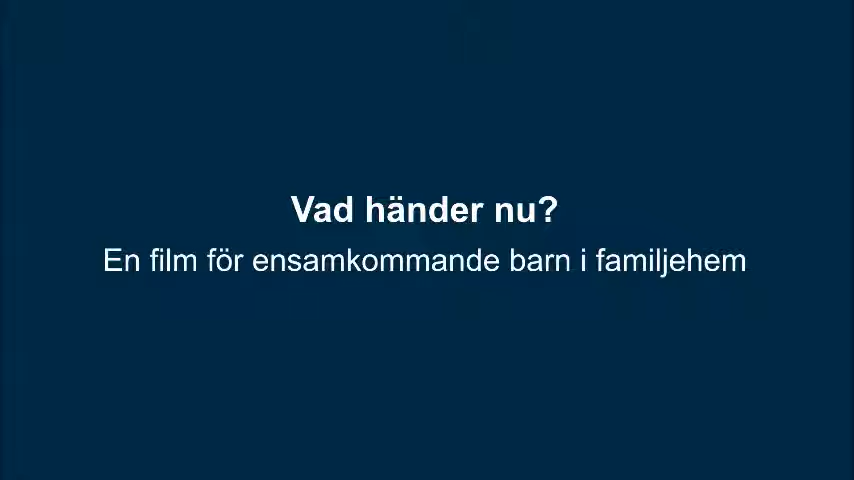 Vad händer nu?
En film för ensamkommande barn i familjehem